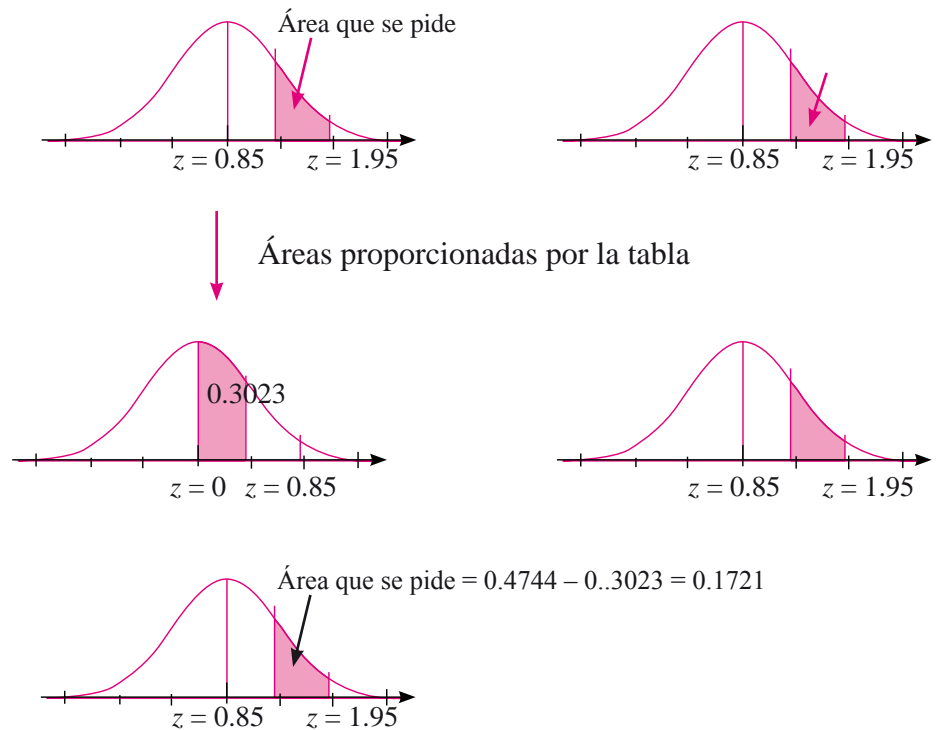 Área que se pide
z = 0.85 z = 1.95
z = 0.85 z = 1.95
Áreas proporcionadas por la tabla
0.3023
z = 0 z = 0.85
z = 0.85 z = 1.95
Área que se pide = 0.4744 – 0..3023 = 0.1721
z = 0.85 z = 1.95